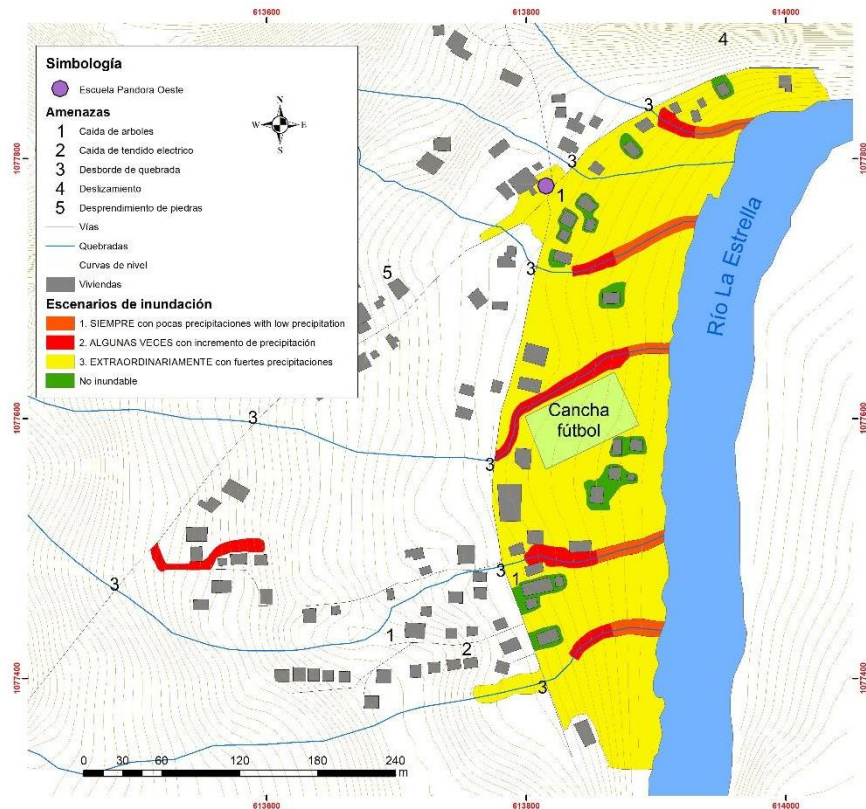 613600
613800
614000
Simbología
Escuela Pandora Oeste
Amenazas
1 Caida de arboles
2 Caida de tendido electrico
3 Desborde de quebrada
4 Deslizamiento
5 Desprendimiento de piedras
Vías
Quebradas
Curvas de nivel
Viviendas
Escenarios de inundación
1. SIEMPRE con pocas precipitaciones with low precipitation
2. ALGUNAS VECES con incremento de precipitación
3. EXTRAORDINARIAMENTE con fuertes precipitaciones
No inundable
N
W E
S
4
3
1077800
3
1077800
1
Río La Estrella
3
5
1077600
3
Cancha
fútbol
1077600
3
3
3
1
1
2
1077400
3
1077400
0 30 60 120 180 240
m
613600
613800
614000